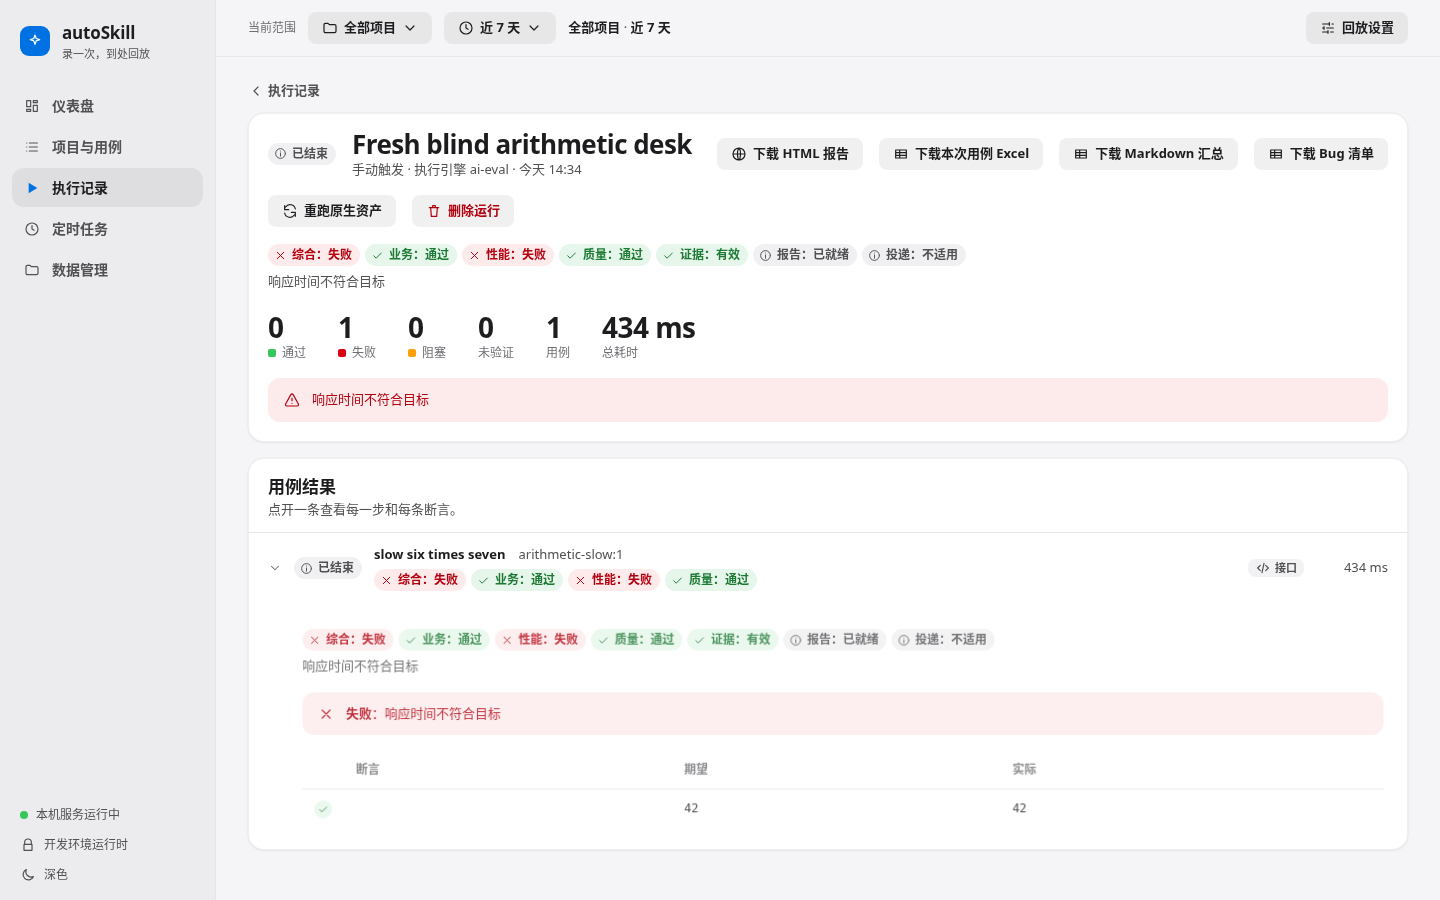 autoSkill
录一次，到处回放
仪表盘
项目与用例
执行记录
定时任务
数据管理
本机服务运行中
开发环境运行时
深色
当前范围 全部项目 近 7 天 全部项目 · 近 7 天 回放设置
执行记录
已结束 Fresh blind arithmetic desk
手动触发 · 执行引擎 ai-eval · 今天 14:34
下载 HTML 报告 下载本次用例 Excel 下载 Markdown 汇总 下载 Bug 清单
重跑原生资产 删除运行
综合：失败 业务：通过 性能：失败 质量：通过 证据：有效 报告：已就绪 投递：不适用
响应时间不符合目标
0 1 0 0 1 434 ms
通过 失败 阻塞 未验证 用例 总耗时
响应时间不符合目标
用例结果
点开一条查看每一步和每条断言。
已结束 slow six times seven arithmetic-slow:1
综合：失败 业务：通过 性能：失败 质量：通过
接口 434 ms
综合：失败 业务：通过 性能：失败 质量：通过 证据：有效 报告：已就绪 投递：不适用
响应时间不符合目标
失败：响应时间不符合目标
断言 期望 实际
42 42